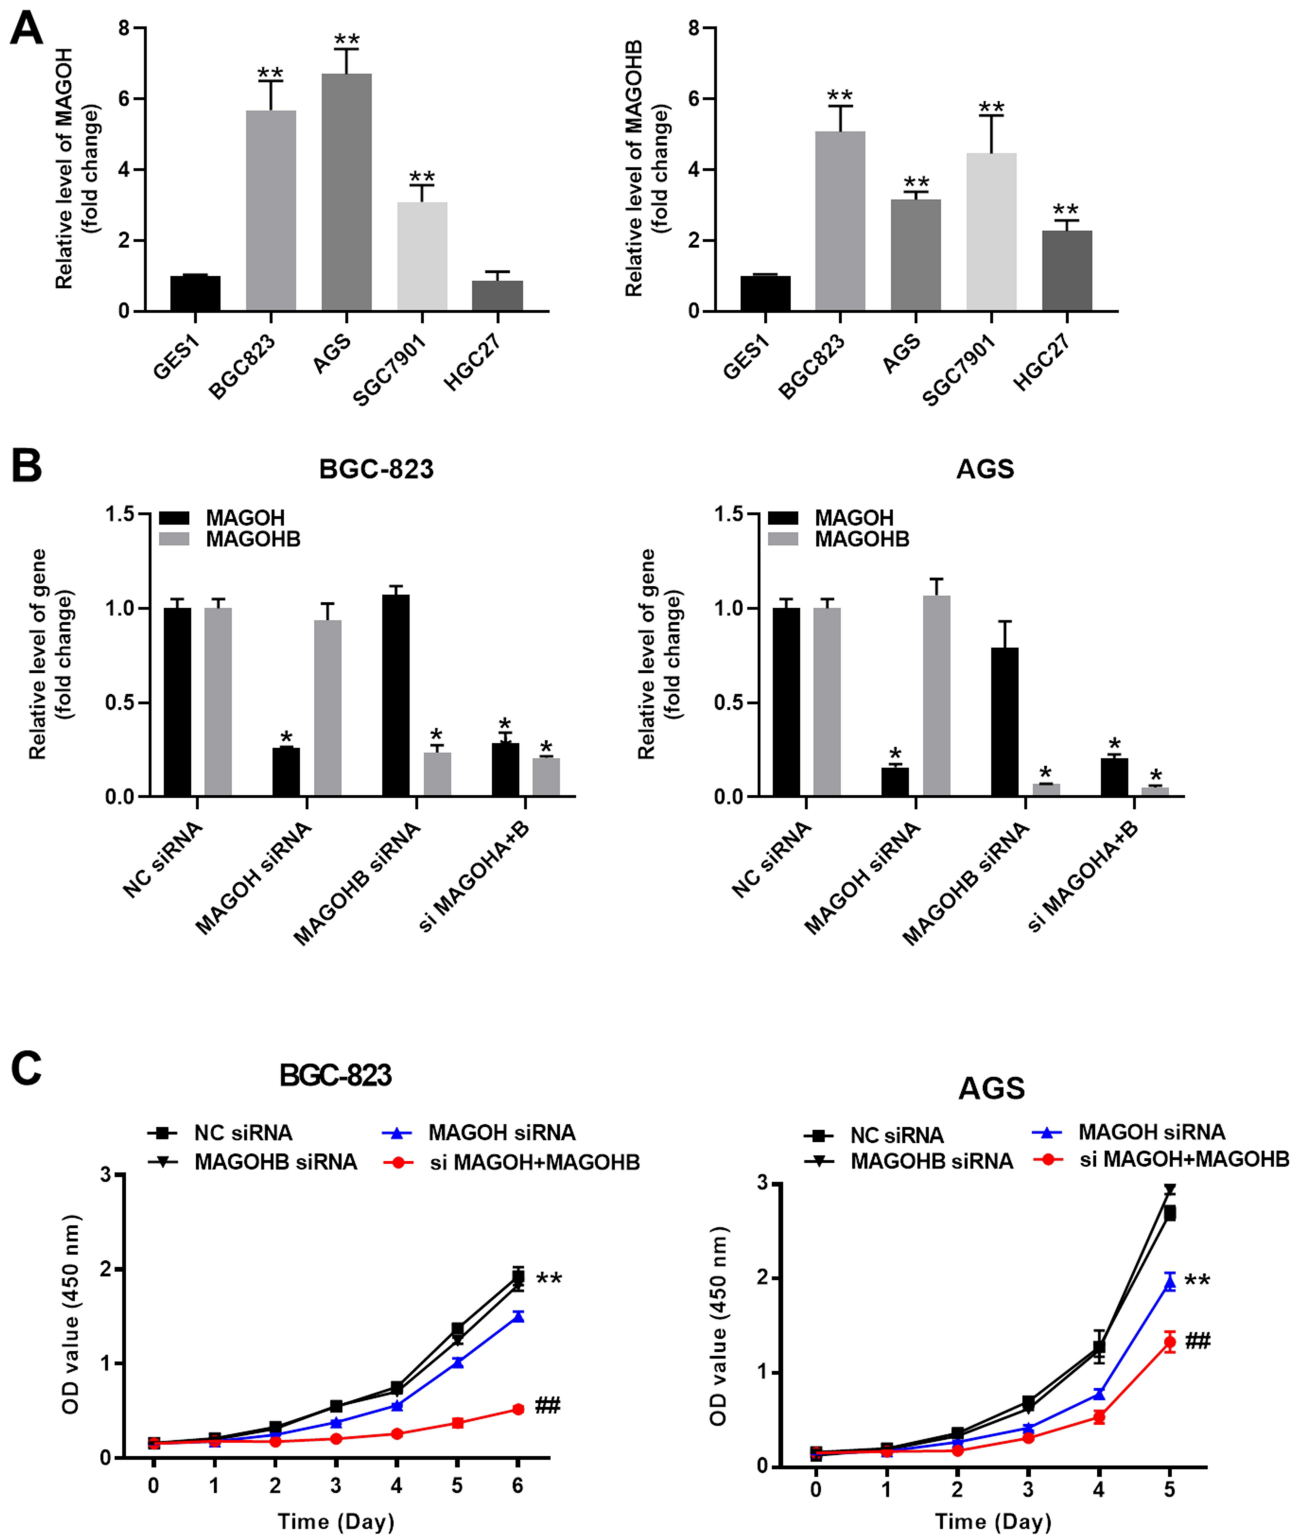 A
Relative level of MAGOH
(fold change)
8
6
4
2
0
**
**
**
GES1
BGC823
AGS
SGC7901
HGC27
Relative level of MAGOHB
(fold change)
8
6
4
2
0
**
**
**
**
GES1
BGC823
AGS
SGC7901
HGC27
B
BGC-823
Relative level of gene
(fold change)
1.5
1.0
0.5
0.0
MAGOH
MAGOHB
*
*
*
*
NC siRNA
MAGOH siRNA
MAGOHB siRNA
si MAGOHA+B
AGS
Relative level of gene
(fold change)
1.5
1.0
0.5
0.0
MAGOH
MAGOHB
*
*
*
*
NC siRNA
MAGOH siRNA
MAGOHB siRNA
si MAGOHA+B
C
BGC-823
NC siRNA
MAGOH siRNA
MAGOHB siRNA
si MAGOH+MAGOHB
OD value (450 nm)
3
2
1
0
**
##
0 1 2 3 4 5 6
Time (Day)
AGS
NC siRNA
MAGOH siRNA
MAGOHB siRNA
si MAGOH+MAGOHB
OD value (450 nm)
3
2
1
0
**
##
0 1 2 3 4 5
Time (Day)